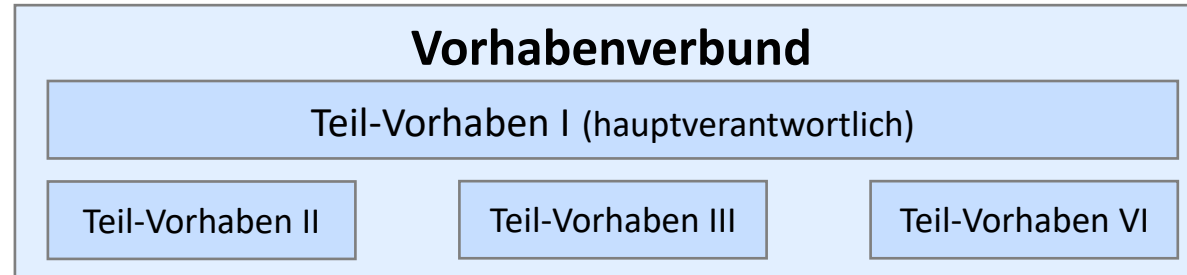 Vorhabenverbund
Teil-Vorhaben I (hauptverantwortlich)
Teil-Vorhaben II
Teil-Vorhaben III
Teil-Vorhaben VI